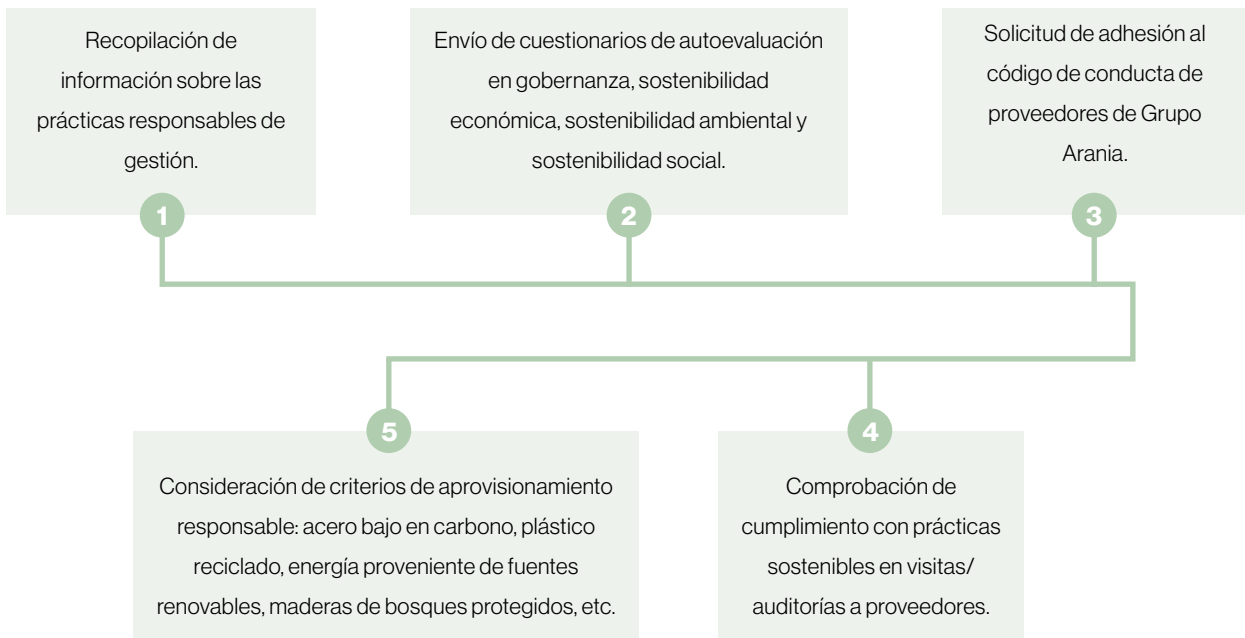 Recopilación de
información sobre las
prácticas responsables de
gestión.
1
Envío de cuestionarios de autoevaluación
en gobernanza, sostenibilidad
económica, sostenibilidad ambiental y
sostenibilidad social.
2
Solicitud de adhesión al
código de conducta de
proveedores de Grupo
Arania.
3
4
Comprobación de
cumplimiento con prácticas
sostenibles en visitas/
auditorías a proveedores.
5
Consideración de criterios de aprovisionamiento
responsable: acero bajo en carbono, plástico
reciclado, energía proveniente de fuentes
renovables, maderas de bosques protegidos, etc.